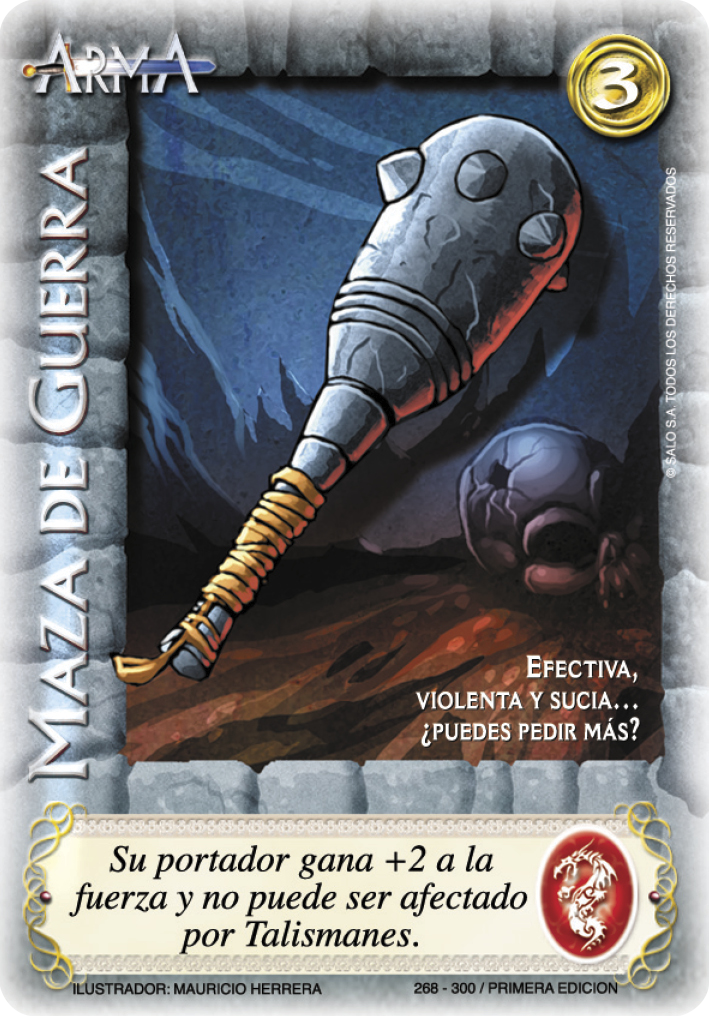 ARMA
3
MAZA DE GUERRA
© SALO S.A. TODOS LOS DERECHOS RESERVADOS
EFECTIVA,
VIOLENTA Y SUCIA...
¿PUEDES PEDIR MÁS?
Su portador gana +2 a la
fuerza y no puede ser afectado
por Talismanes.
ILUSTRADOR: MAURICIO HERRERA
268 - 300 / PRIMERA EDICION